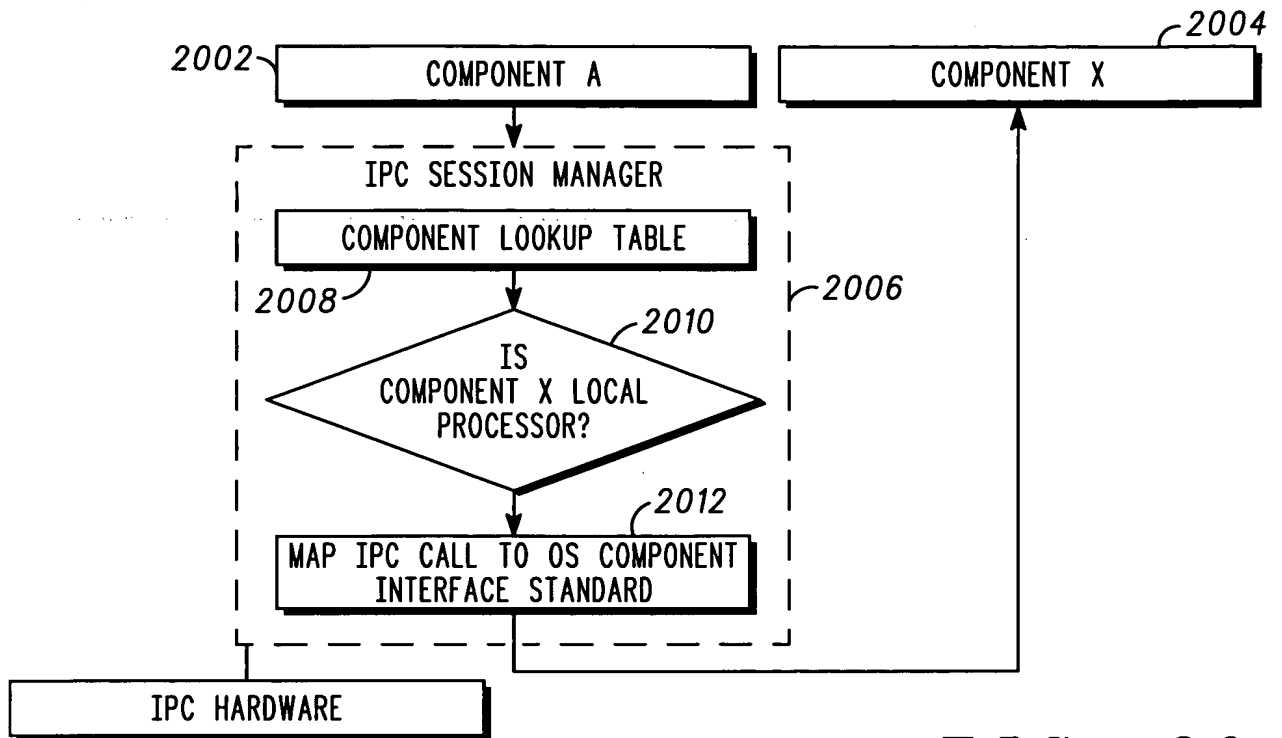 2002
COMPONENT A
2004
COMPONENT X
IPC SESSION MANAGER
COMPONENT LOOKUP TABLE
2008
2006
2010
IS
COMPONENT X LOCAL
PROCESSOR?
2012
MAP IPC CALL TO OS COMPONENT
INTERFACE STANDARD
IPC HARDWARE